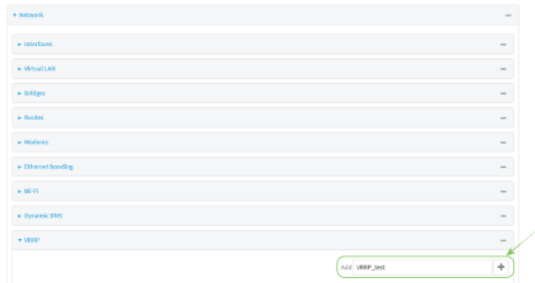 Network
Interfaces
Virtual LAN
Bridges
Routes
Modems
Ethernet bonding
Wi-Fi
Dynamic DNS
VRRP
Add VRRP_test